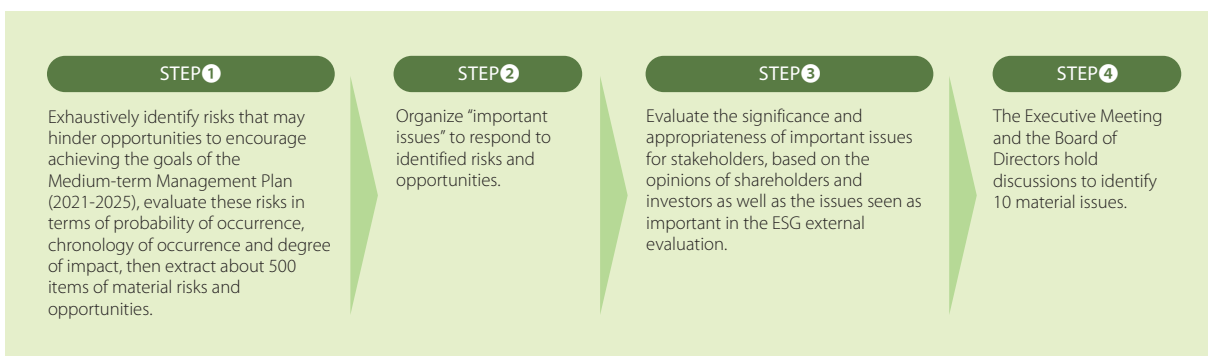 STEP❶
Exhaustively identify risks that may
hinder opportunities to encourage
achieving the goals of the
Medium-term Management Plan
(2021-2025), evaluate these risks in
terms of probability of occurrence,
chronology of occurrence and degree
of impact, then extract about 500
items of material risks and
opportunities.
STEP❷
Organize “important
issues” to respond to
identified risks and
opportunities.
STEP❸
Evaluate the significance and
appropriateness of important issues
for stakeholders, based on the
opinions of shareholders and
investors as well as the issues seen as
important in the ESG external
evaluation.
STEP❹
The Executive Meeting
and the Board of
Directors hold
discussions to identify
10 material issues.